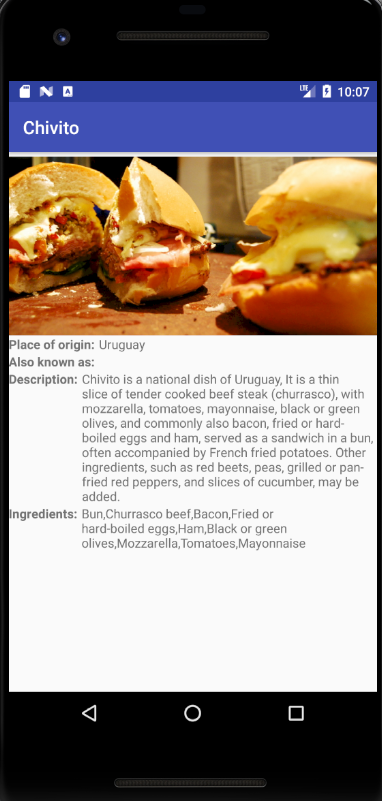 LTE 10:07
Chivito
Place of origin: Uruguay
Also known as:
Description: Chivito is a national dish of Uruguay, It is a thin
slice of tender cooked beef steak (churrasco), with
mozzarella, tomatoes, mayonnaise, black or green
olives, and commonly also bacon, fried or hard-
boiled eggs and ham, served as a sandwich in a bun,
often accompanied by French fried potatoes. Other
ingredients, such as red beets, peas, grilled or pan-
fried red peppers, and slices of cucumber, may be
added.
Ingredients: Bun,Churrasco beef,Bacon,Fried or
hard-boiled eggs,Ham,Black or green
olives,Mozzarella,Tomatoes,Mayonnaise